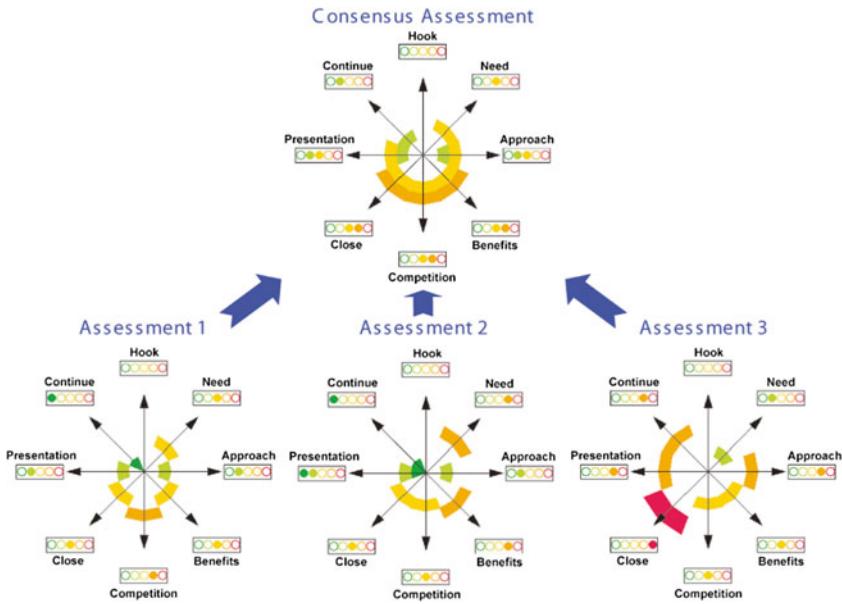 Consensus Assessment
Hook
Continue
Need
Presentation
Approach
Close
Benefits
Competition
Assessment 1
Assessment 2
Assessment 3
Hook
Continue
Need
Presentation
Approach
Close
Benefits
Competition
Hook
Continue
Need
Presentation
Approach
Close
Benefits
Competition
Hook
Continue
Need
Presentation
Approach
Close
Benefits
Competition